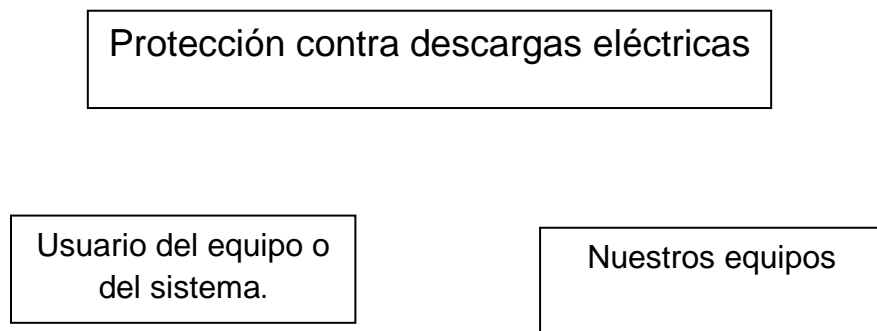 Protección contra descargas eléctricas
Usuario del equipo o
del sistema.
Nuestros equipos